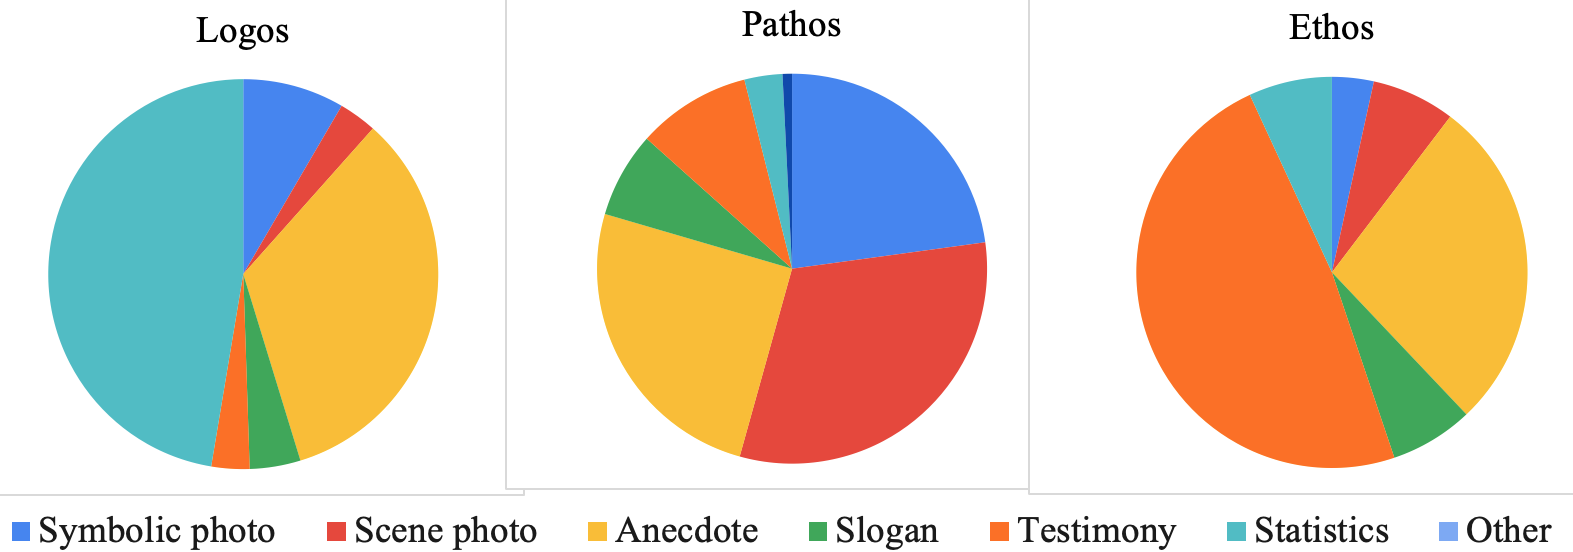 Logos
Pathos
Ethos
Symbolic photo Scene photo Anecdote Slogan Testimony Statistics Other